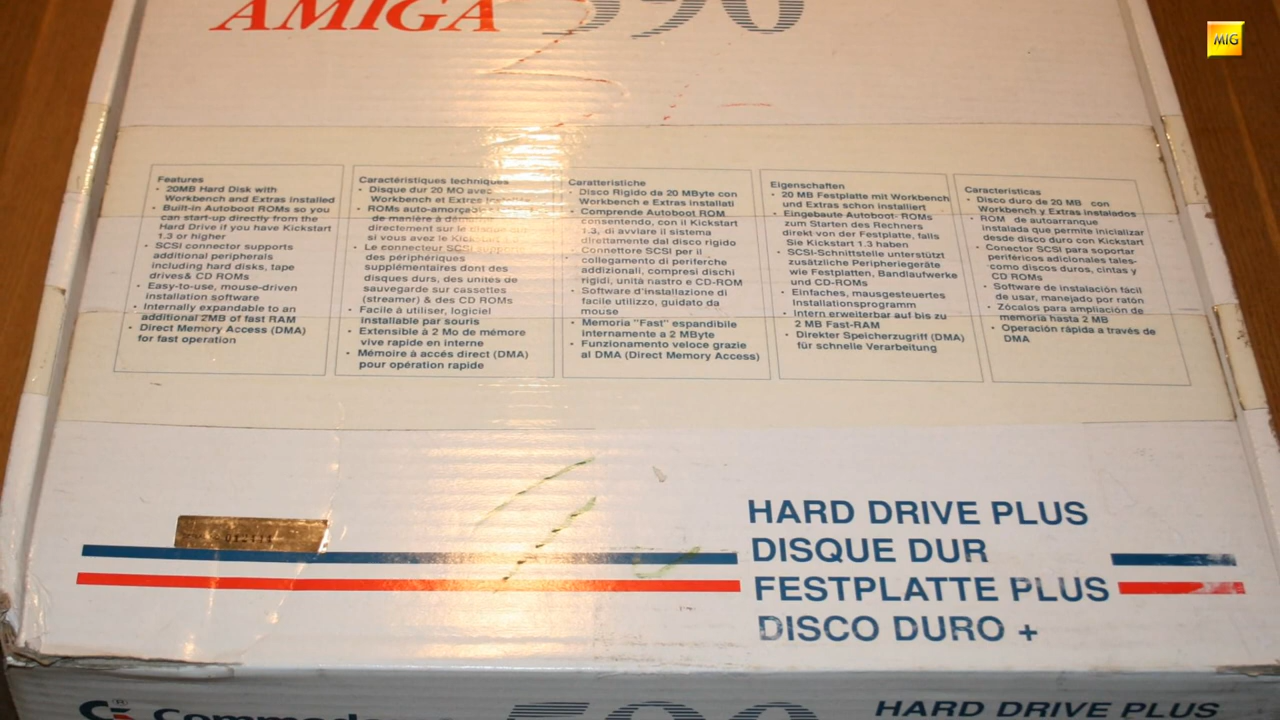 AMIGA 590
MIG
Features
• 20MB Hard Disk with
Workbench and Extras installed
• Built-in Autoboot ROMs so you
can start-up directly from the
Hard Drive if you have Kickstart
1.3 or higher
• SCSI connector supports
additional peripherals
including hard disks, tape
drives& CD ROMs
• Easy-to-use, mouse-driven
installation software
• Internally expandable to an
additional 2MB of fast RAM
• Direct Memory Access (DMA)
for fast operation
Caractéristiques techniques
• Disque dur 20 MO avec
Workbench et Extras
• ROMs auto-amorçables
de manière à
directement sur le
si vous avez le Kickstart
• Le connecteur SCSI
des périphériques
supplémentaires dont des
disques durs, des unités de
sauvegarde sur cassettes
(streamer) & des CD ROMs
• Facile à utiliser, logiciel
installable par souris
• Extensible à 2 Mo de mémore
vive rapide en interne
• Mémoire à accés direct (DMA)
pour opération rapide
Caratteristiche
• Disco Rigido da 20 MByte con
Workbench e Extras installati
• Comprende Autoboot ROM
consentendo, con il Kickstart
1.3, di avviare il sistema
direttamente dal disco rigido
• Connettore SCSI per il
collegamento di periferche
addizionali, compresi dischi
rigidi, unità nastro e CD-ROM
• Software d'installazione di
facile utilizzo, guidato da
mouse
• Memoria "Fast" espandibile
internamente a 2 MByte
• Funzionamento veloce grazie
al DMA (Direct Memory Access)
Eigenschaften
• 20 MB Festplatte mit Workbench
und Extras schon installiert
• Eingebaute Autoboot- ROMs
zum Starten des Rechners
direkt von der Festplatte, falls
Sie Kickstart 1.3 haben
• SCSI-Schnittstelle unterstützt
zusätzliche Peripheriegeräte
wie Festplatten, Bandlaufwerke
und CD-ROMs
• Einfaches, mausgesteuertes
Installationsprogramm
• Intern erweiterbar auf bis zu
2 MB Fast-RAM
• Direkter Speicherzugriff (DMA)
für schnelle Verarbeitung
Caracteristicas
• Disco duro de 20 MB con
Workbench y Extras instalados
• ROM de autoarranque
instalada que permite inicializar
desde disco duro con Kickstart
• Conector SCSI para soportar
periféricos adicionales tales-
como discos duros, cintas y
CD ROMs
• Software de instalación fácil
de usar, manejado por ratón
• Zócalos para ampliación de
memoria hasta 2 MB
• Operación rápida a través de
DMA
HARD DRIVE PLUS
DISQUE DUR
FESTPLATTE PLUS
DISCO DURO +
Commodore 590 HARD DRIVE PLUS